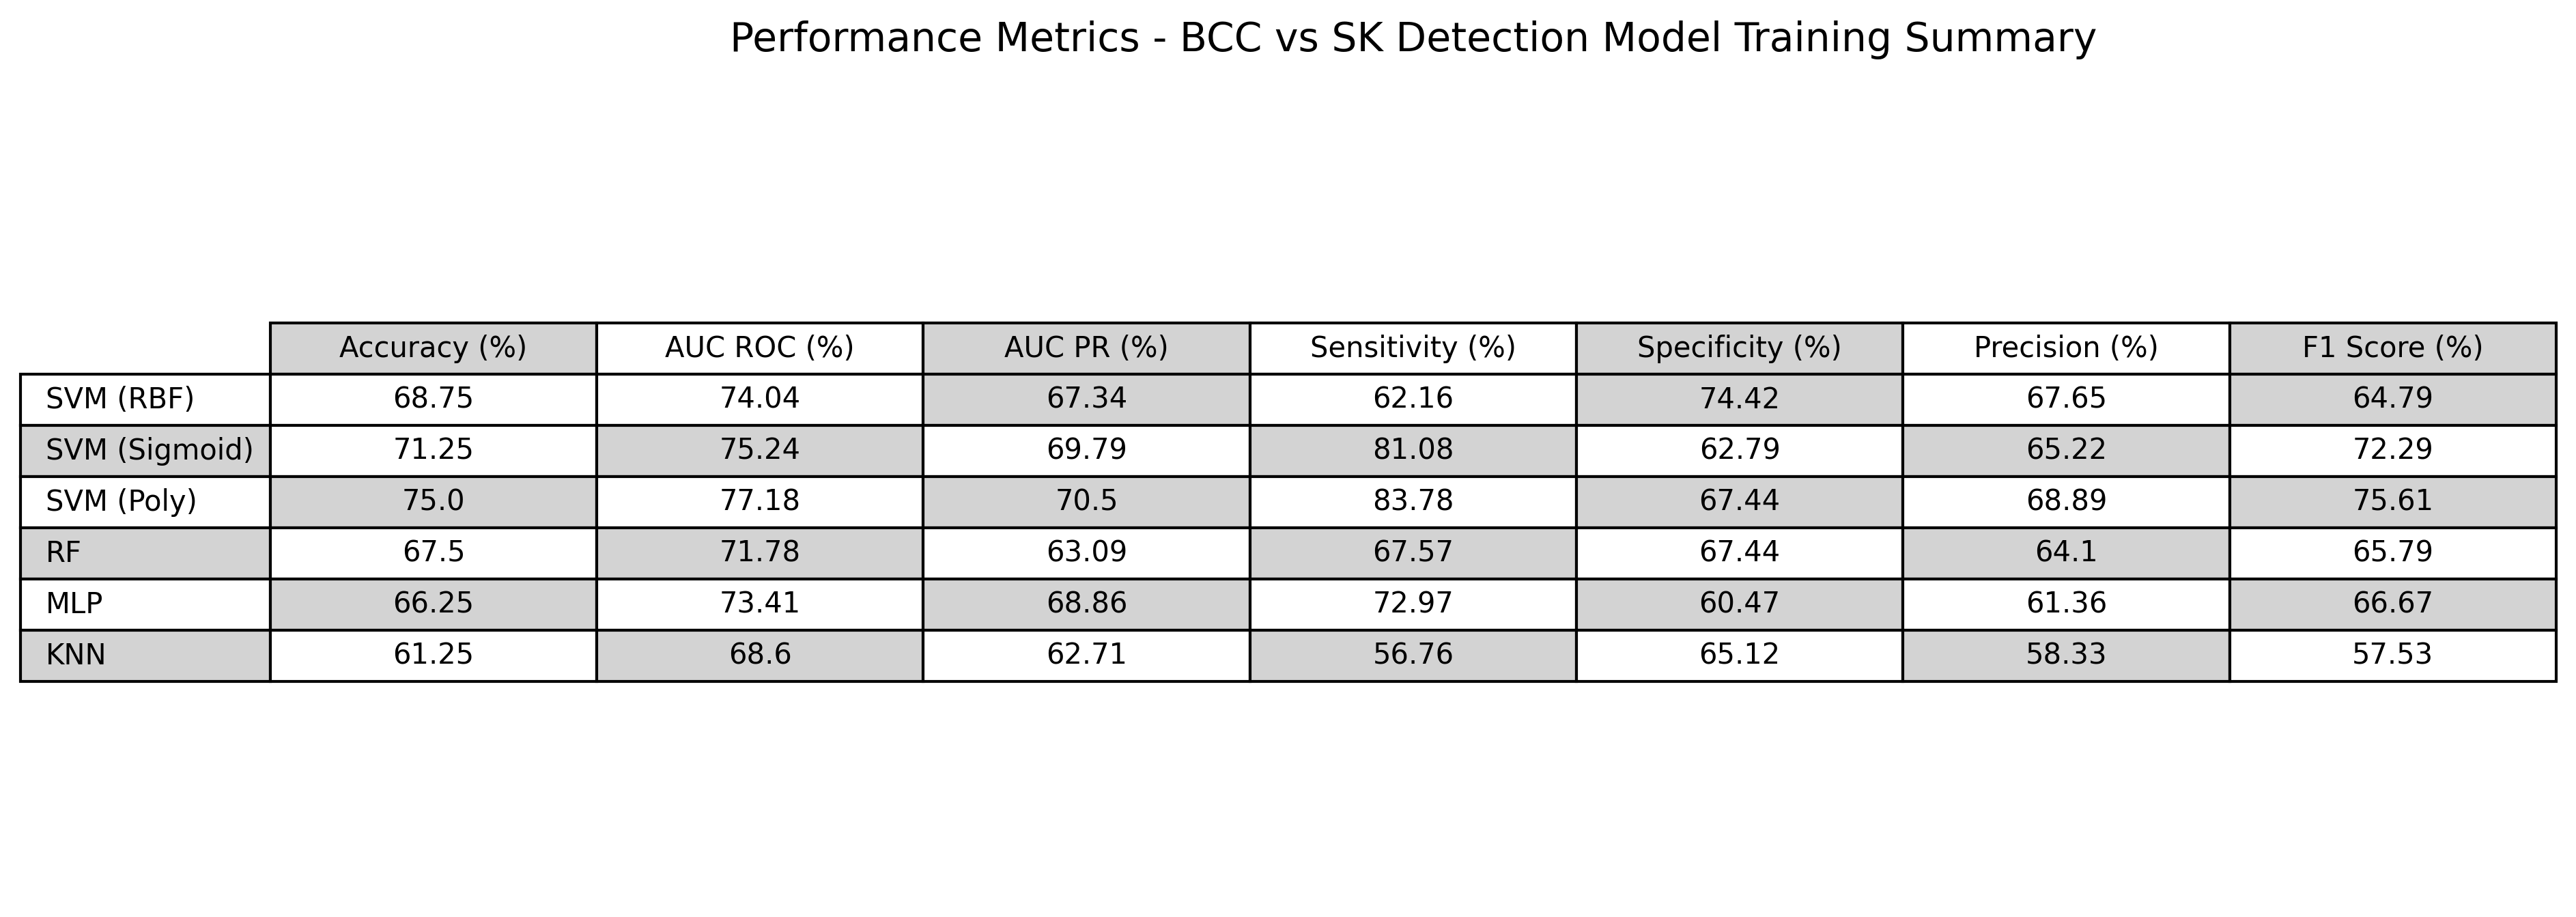 Performance Metrics - BCC vs SK Detection Model Training Summary
Accuracy (%) AUC ROC (%) AUC PR (%) Sensitivity (%) Specificity (%) Precision (%) F1 Score (%)
SVM (RBF) 68.75 74.04 67.34 62.16 74.42 67.65 64.79
SVM (Sigmoid) 71.25 75.24 69.79 81.08 62.79 65.22 72.29
SVM (Poly) 75.0 77.18 70.5 83.78 67.44 68.89 75.61
RF 67.5 71.78 63.09 67.57 67.44 64.1 65.79
MLP 66.25 73.41 68.86 72.97 60.47 61.36 66.67
KNN 61.25 68.6 62.71 56.76 65.12 58.33 57.53